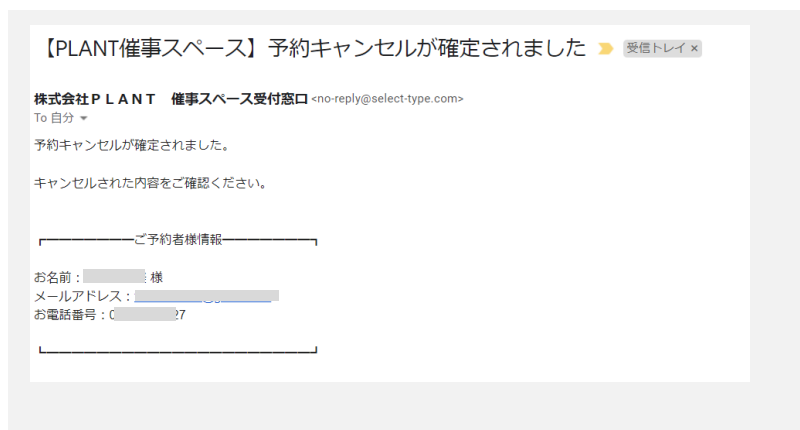 【PLANT催事スペース】予約キャンセルが確定されました 受信トレイ ×
株式会社ＰＬＡＮＴ　催事スペース受付窓口 <no-reply@select-type.com>
To 自分
予約キャンセルが確定されました。
キャンセルされた内容をご確認ください。
┏━━━━━━━ご予約者様情報━━━━━━━┓
お名前： 様
メールアドレス：
お電話番号：0 27
┗━━━━━━━━━━━━━━━━━━━━━┛